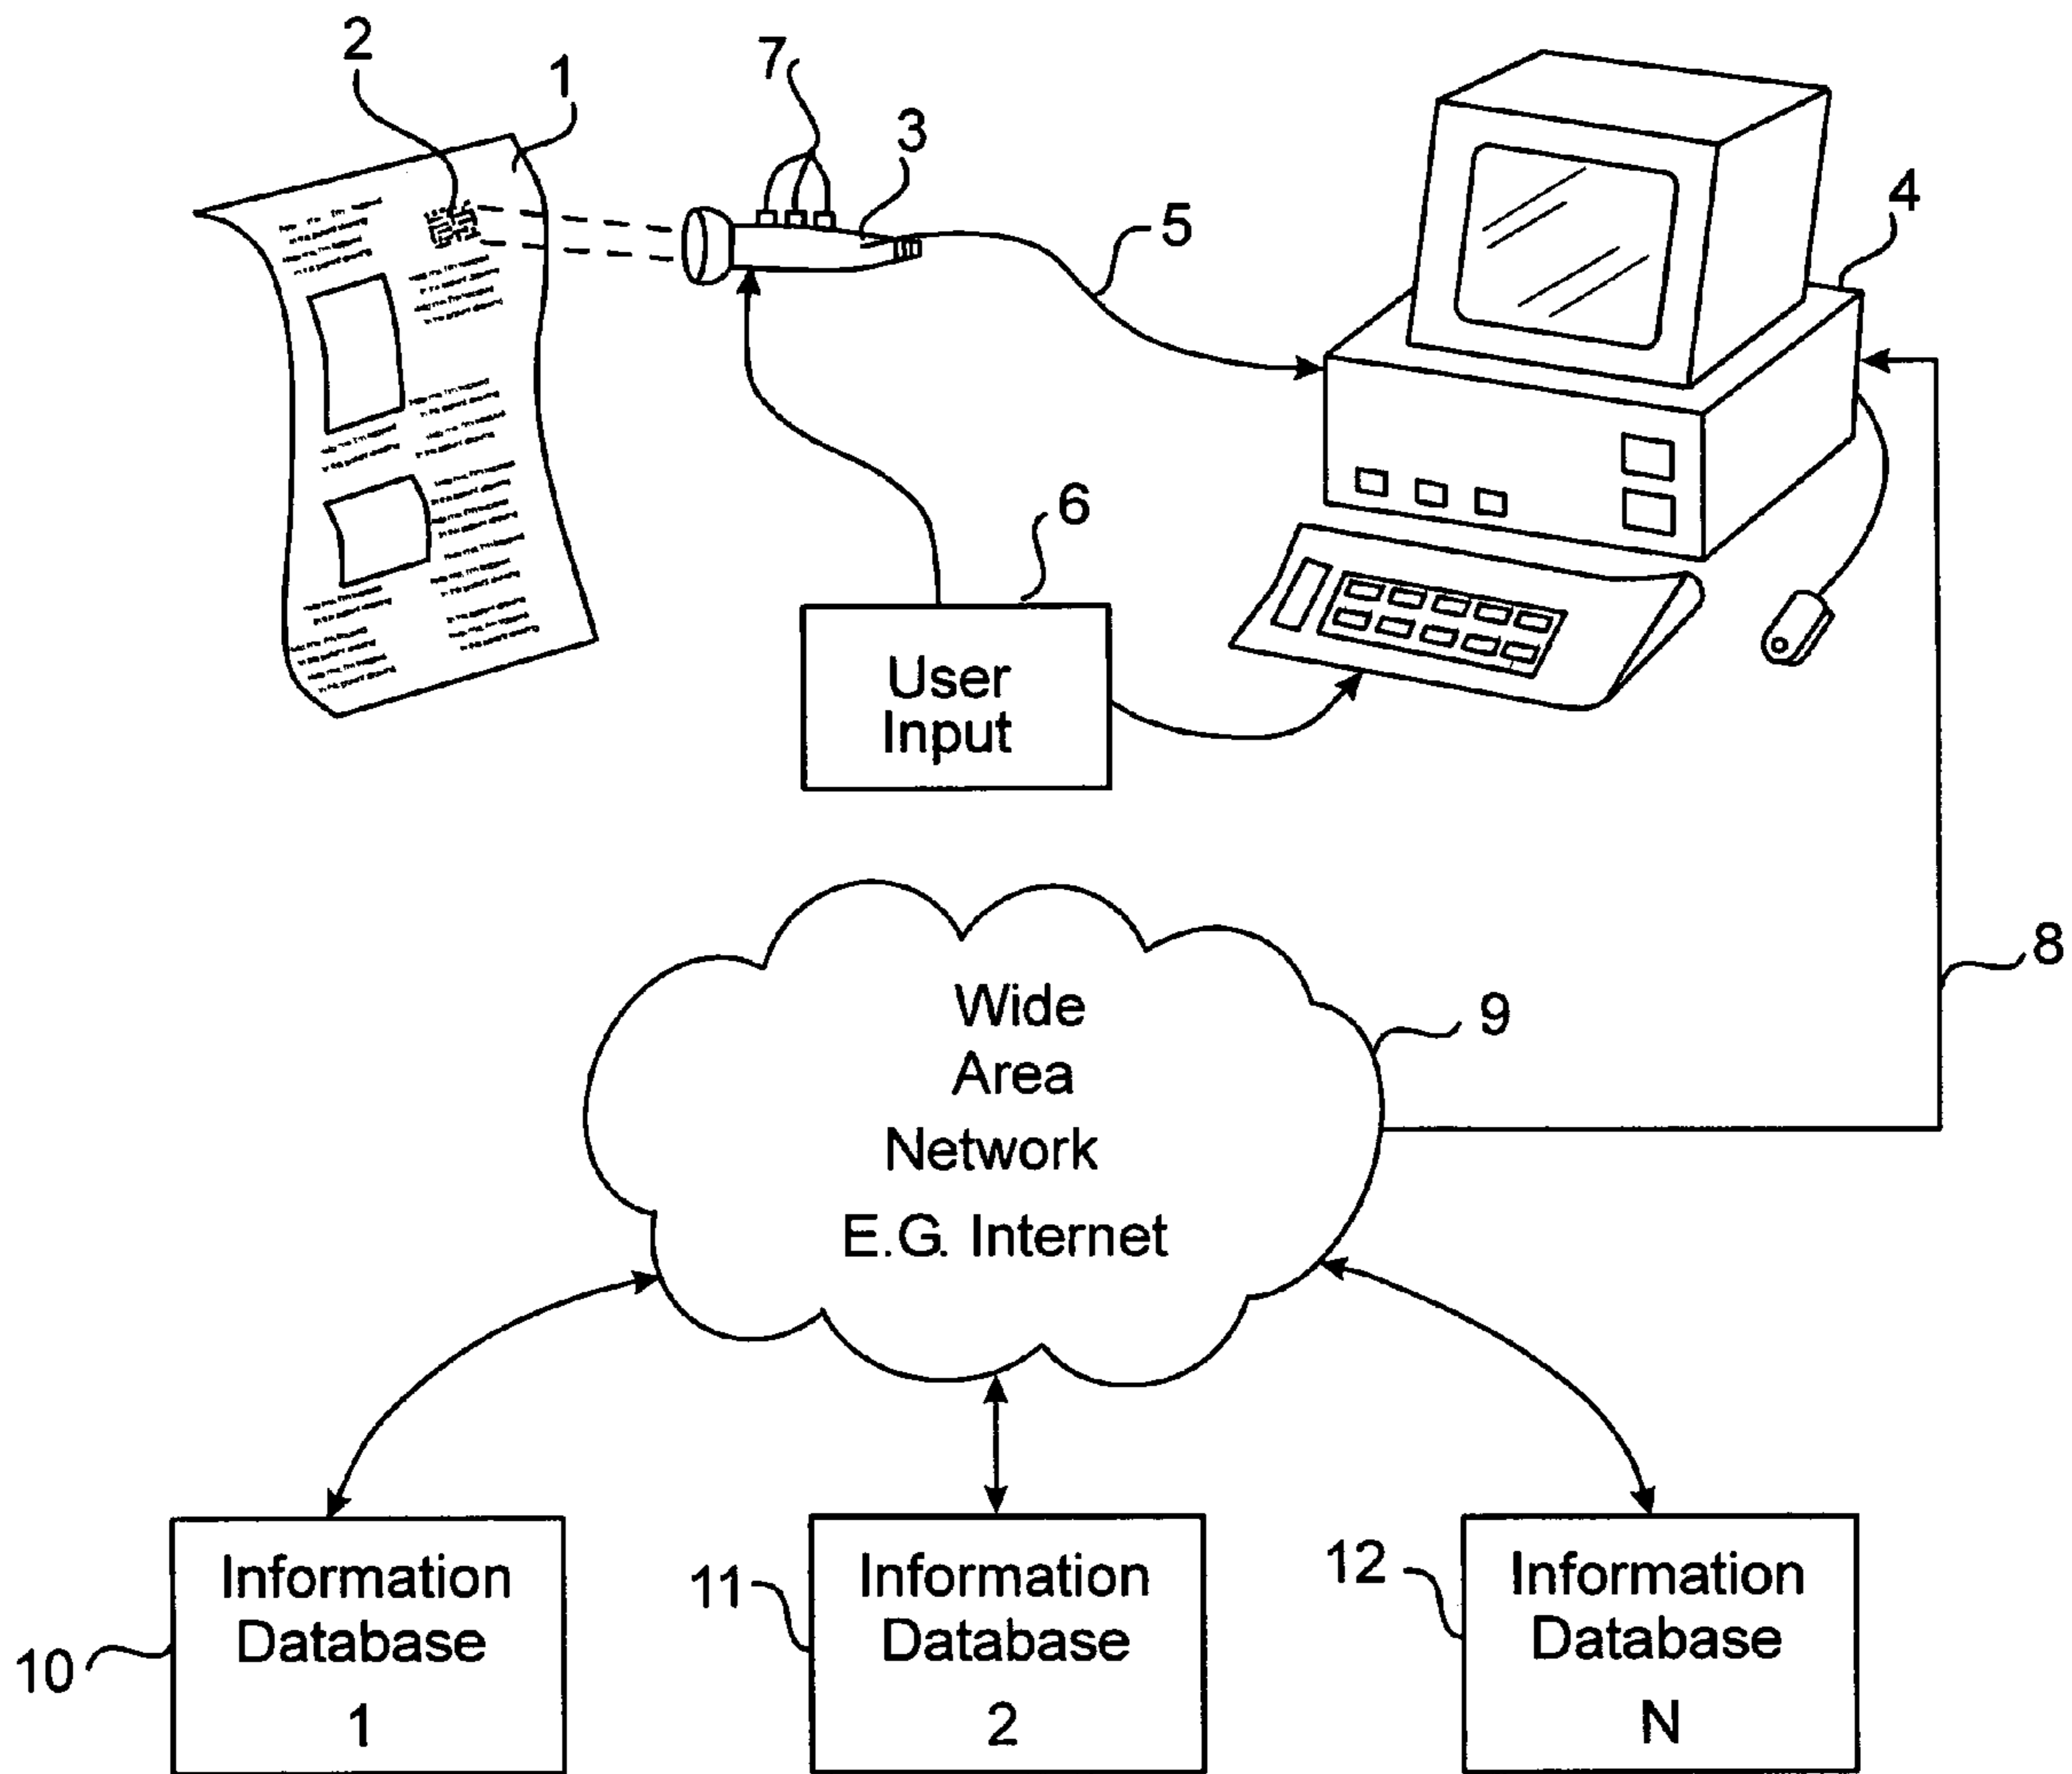 2
1
7
3
4
5
6
User
Input
8
9
Wide
Area
Network
E.G. Internet
10
Information
Database
1
11
Information
Database
2
12
Information
Database
N